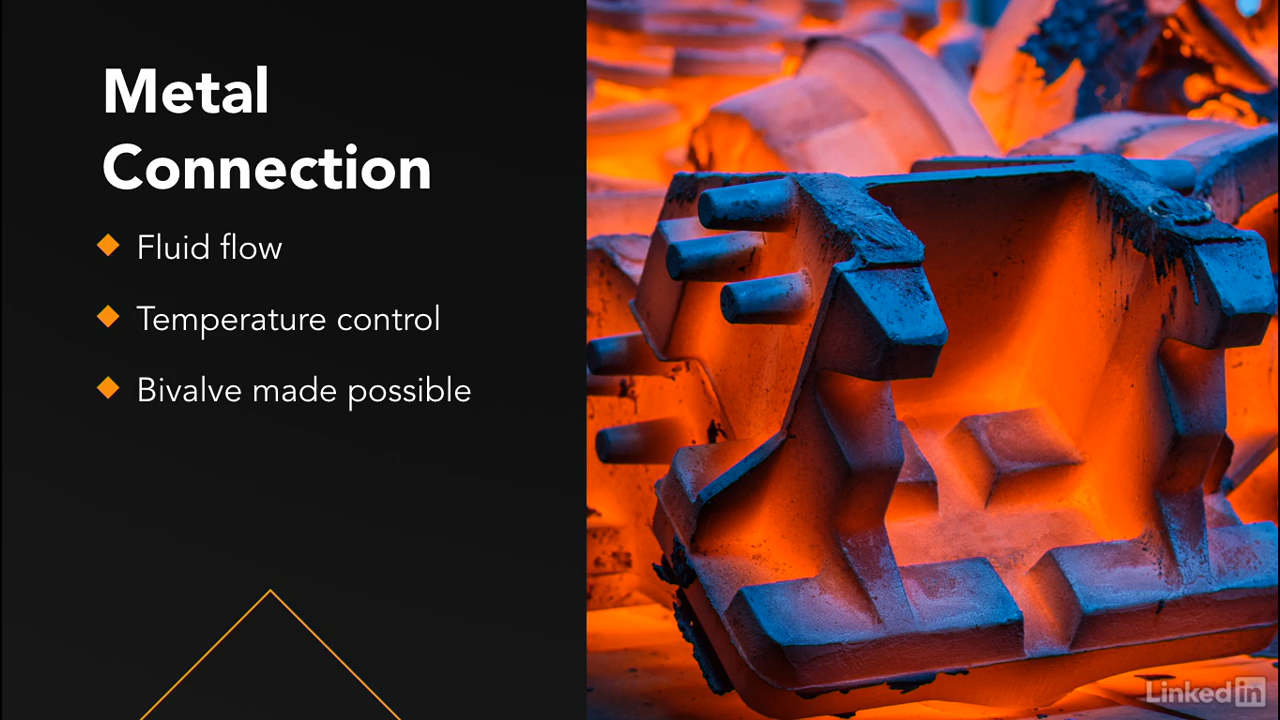 Metal
Connection
Fluid flow
Temperature control
Bivalve made possible
LinkedIn